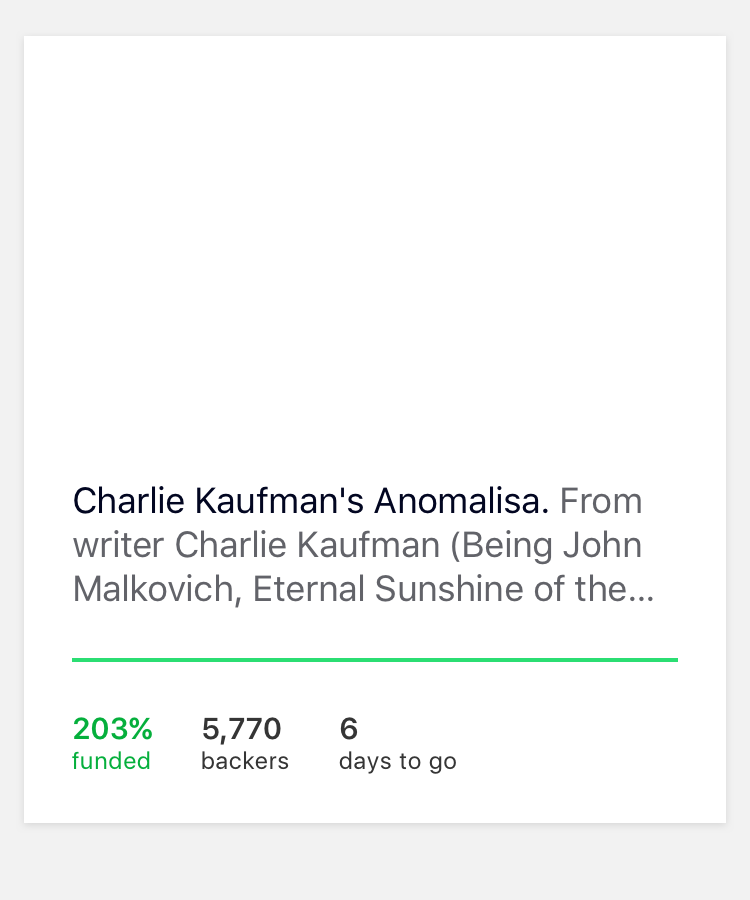 Charlie Kaufman's Anomalisa. From
writer Charlie Kaufman (Being John
Malkovich, Eternal Sunshine of the...
203% 5,770 6
funded backers days to go